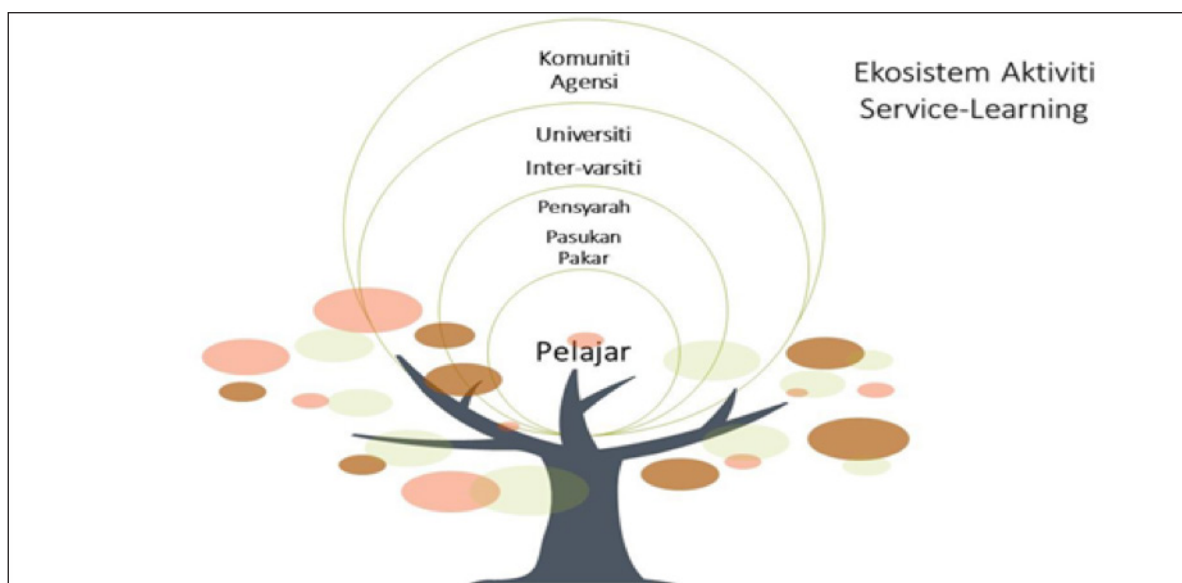 Komuniti
Agensi
Universiti
Inter-varsiti
Pensyarah
Pasukan
Pakar
Pelajar
Ekosistem Aktiviti
Service-Learning